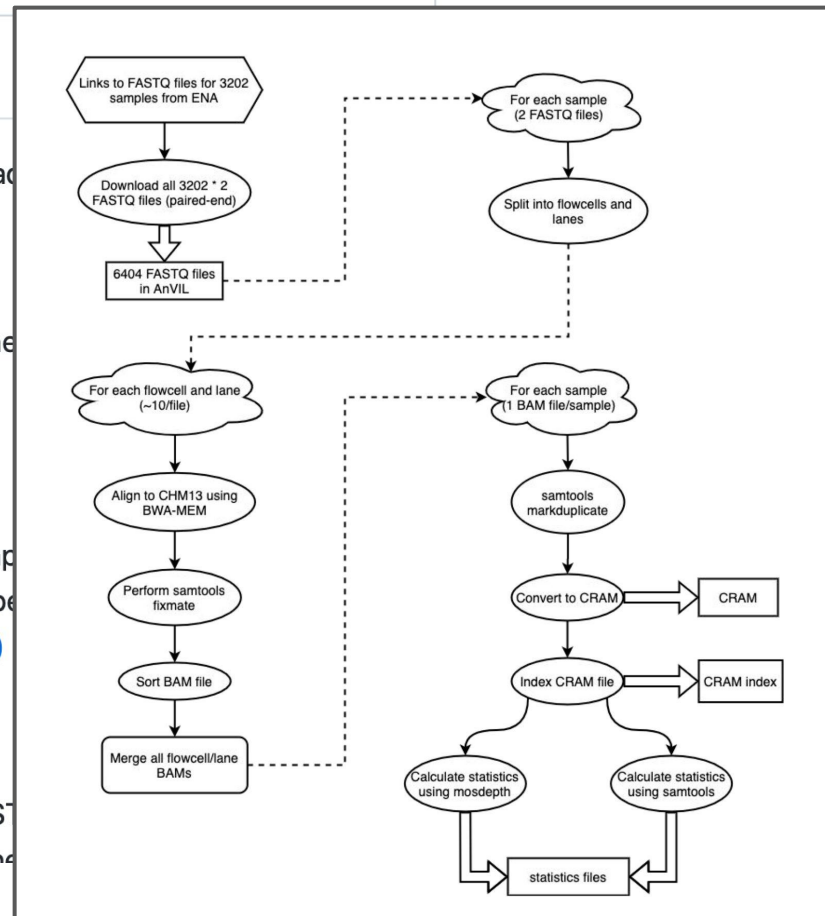 Links to FASTQ files for 3202
samples from ENA
Download all 3202 * 2
FASTQ files (paired-end)
6404 FASTQ files
in AnVIL
For each sample
(2 FASTQ files)
Split into flowcells and
lanes
For each flowcell and lane
(~10/file)
Align to CHM13 using
BWA-MEM
Perform samtools
fixmate
Sort BAM file
Merge all flowcell/lane
BAMs
For each sample
(1 BAM file/sample)
samtools
markduplicate
Convert to CRAM
CRAM
Index CRAM file
CRAM index
Calculate statistics
using mosdepth
Calculate statistics
using samtools
statistics files